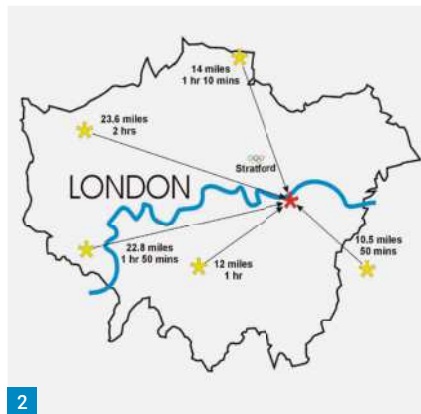 14 miles
1 hr 10 mins
23.6 miles
2 hrs
Stratford
LONDON
22.8 miles
1 hr 50 mins
12 miles
1 hr
10.5 miles
50 mins
2